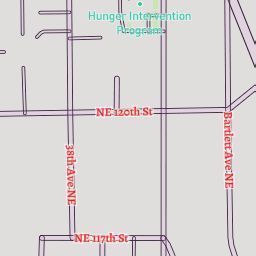 Hunger Intervention
Program
NE 120th St
38th Ave NE
Bartlett Ave NE
NE 117th St